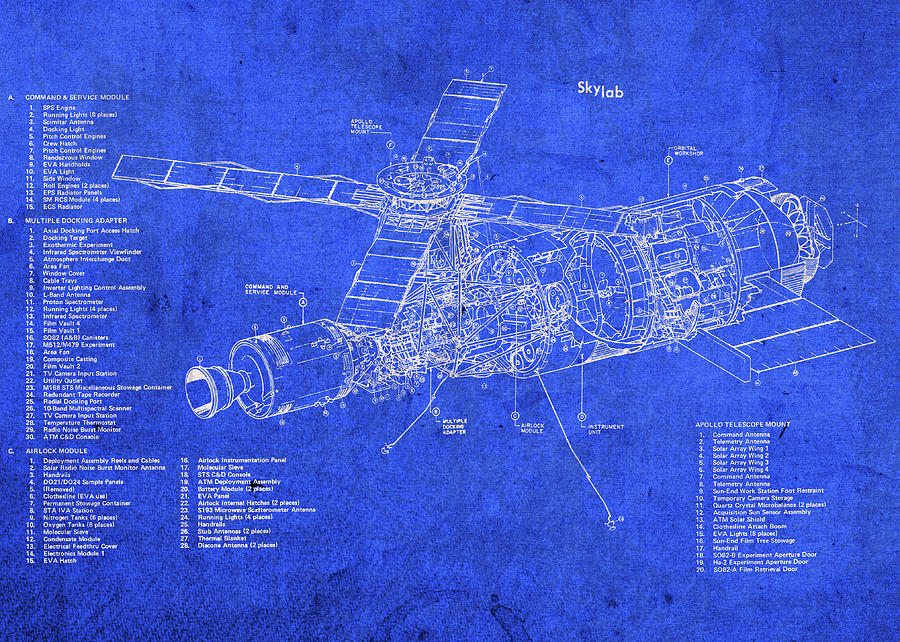 Skylab
A. COMMAND & SERVICE MODULE
1. SPS Engine
2. Running Lights (8 places)
3. Scimitar Antenna
4. Docking Light
5. Pitch Control Engines
6. Crew Hatch
7. Pitch Control Engines
8. Rendezvous Window
9. EVA Handholds
10. EVA Light
11. Side Window
12. Roll Engines (2 places)
13. EPS Radiator Panels
14. SM RCS Module (4 places)
15. ECS Radiator
B. MULTIPLE DOCKING ADAPTER
1. Axial Docking Port Access Hatch
2. Docking Target
3. Exothermic Experiment
4. Infrared Spectrometer Viewfinder
5. Atmosphere Interchange Duct
6. Area Fan
7. Window Cover
8. Cable Trays
9. Inverter Lighting Control Assembly
10. L-Band Antenna
11. Proton Spectrometer
12. Running Lights (4 places)
13. Infrared Spectrometer
14. Film Vault 4
15. Film Vault 1
16. SO82 (A&B) Canisters
17. M512/M479 Experiment
18. Area Fan
19. Composite Casting
20. Film Vault 2
21. TV Camera Input Station
22. Utility Outlet
23. M168 STS Miscellaneous Stowage Container
24. Redundant Tape Recorder
25. Radial Docking Port
26. 10-Band Multispectral Scanner
27. TV Camera Input Station
28. Temperature Thermostat
29. Radio Noise Burst Monitor
30. ATM C&D Console
C. AIRLOCK MODULE
1. Deployment Assembly Reels and Cables
2. Solar Radio Noise Burst Monitor Antenna
3. Handrails
4. DO21/DO24 Sample Panels
5. (Removed)
6. Clothesline (EVA use)
7. Permanent Stowage Container
8. STA IVA Station
9. Nitrogen Tanks (6 places)
10. Oxygen Tanks (6 places)
11. Molecular Sieve
12. Condensate Module
13. Electrical Feedthru Cover
14. Electronics Module 1
15. EVA Hatch
16. Airlock Instrumentation Panel
17. Molecular Sieve
18. STS C&D Console
19. ATM Deployment Assembly
20. Battery Module (2 places)
21. EVA Panel
22. Airlock Internal Hatches (2 places)
23. S193 Microwave Scatterometer Antenna
24. Running Lights (4 places)
25. Handrails
26. Stub Antennas (2 places)
27. Thermal Blanket
28. Discone Antenna (2 places)
APOLLO
TELESCOPE
MOUNT
F
ORBITAL
WORKSHOP
E
COMMAND AND
SERVICE MODULE
A
MULTIPLE
DOCKING
ADAPTER
B
AIRLOCK
MODULE
C
INSTRUMENT
UNIT
D
APOLLO TELESCOPE MOUNT
1. Command Antenna
2. Telemetry Antenna
3. Solar Array Wing 1
4. Solar Array Wing 2
5. Solar Array Wing 3
6. Solar Array Wing 4
7. Command Antenna
8. Telemetry Antenna
9. Sun-End Work Station Foot Restraint
10. Temporary Camera Storage
11. Quartz Crystal Microbalance (2 places)
12. Acquisition Sun Sensor Assembly
13. ATM Solar Shield
14. Clothesline Attach Boom
15. EVA Lights (8 places)
16. Sun-End Film Tree Stowage
17. Handrail
18. SO82-B Experiment Aperture Door
19. Ha-2 Experiment Aperture Door
20. SO82-A Film Retrieval Door